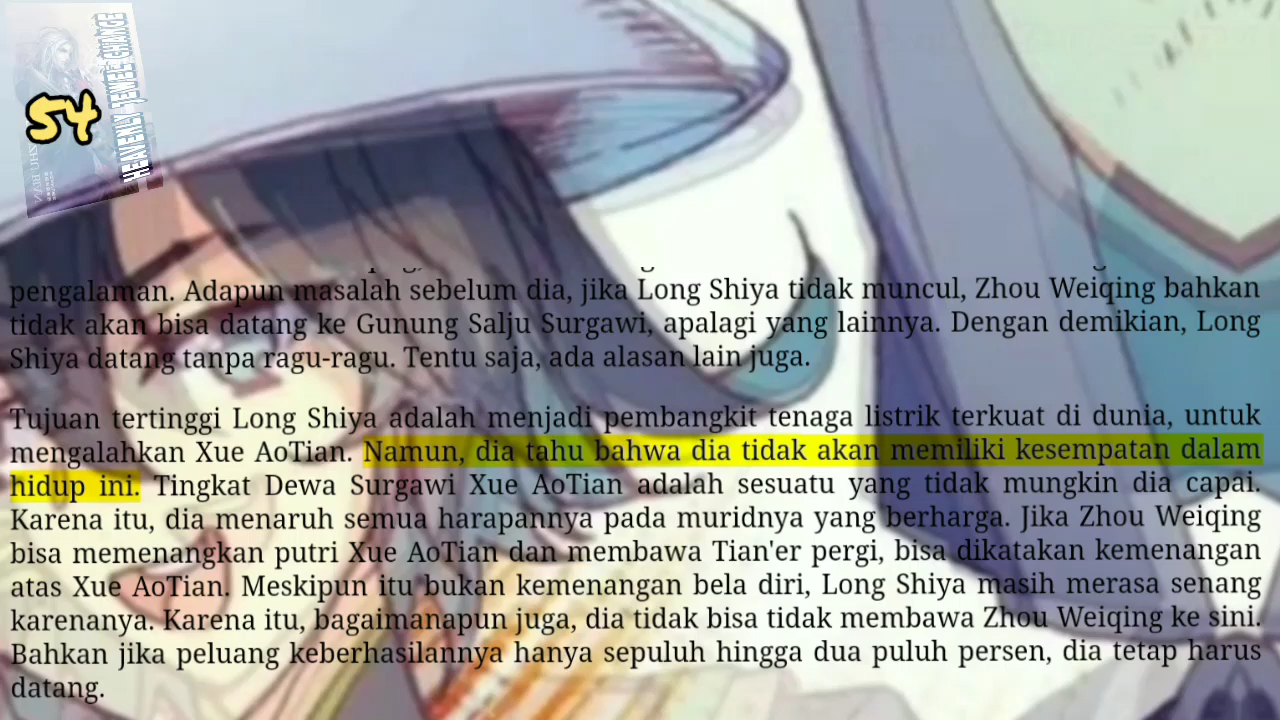 54
HEAVENLY JEWEL CHANGE
pengalaman. Adapun masalah sebelum dia, jika Long Shiya tidak muncul, Zhou Weiqing bahkan
tidak akan bisa datang ke Gunung Salju Surgawi, apalagi yang lainnya. Dengan demikian, Long
Shiya datang tanpa ragu-ragu. Tentu saja, ada alasan lain juga.
Tujuan tertinggi Long Shiya adalah menjadi pembangkit tenaga listrik terkuat di dunia, untuk
mengalahkan Xue AoTian. Namun, dia tahu bahwa dia tidak akan memiliki kesempatan dalam
hidup ini. Tingkat Dewa Surgawi Xue AoTian adalah sesuatu yang tidak mungkin dia capai.
Karena itu, dia menaruh semua harapannya pada muridnya yang berharga. Jika Zhou Weiqing
bisa memenangkan putri Xue AoTian dan membawa Tian'er pergi, bisa dikatakan kemenangan
atas Xue AoTian. Meskipun itu bukan kemenangan bela diri, Long Shiya masih merasa senang
karenanya. Karena itu, bagaimanapun juga, dia tidak bisa tidak membawa Zhou Weiqing ke sini.
Bahkan jika peluang keberhasilannya hanya sepuluh hingga dua puluh persen, dia tetap harus
datang.